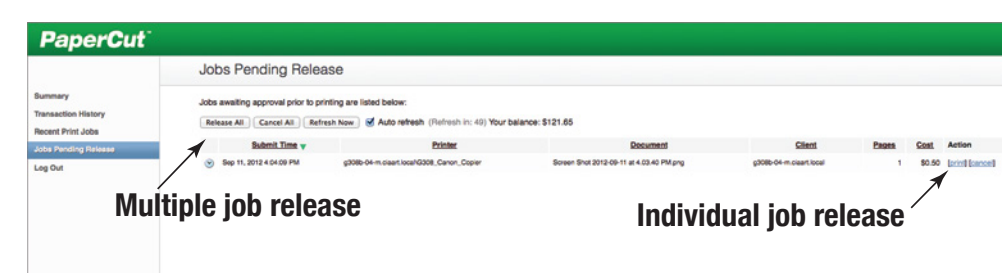 PaperCut
Jobs Pending Release
Summary
Transaction History
Recent Print Jobs
Jobs Pending Release
Log Out
Jobs awaiting approval prior to printing are listed below:
Release All Cancel All Refresh Now Auto refresh (Refresh in: 49) Your balance: $121.65
Submit Time Printer Document Client Pages Cost Action
Sep 11, 2012 4:04:09 PM g308b-04-m.ciaart.local\G308_Canon_Copier Screen Shot 2012-09-11 at 4.03.40 PM.png g308b-04-m.ciaart.local 1 $0.50 [print] [cancel]
Multiple job release
Individual job release